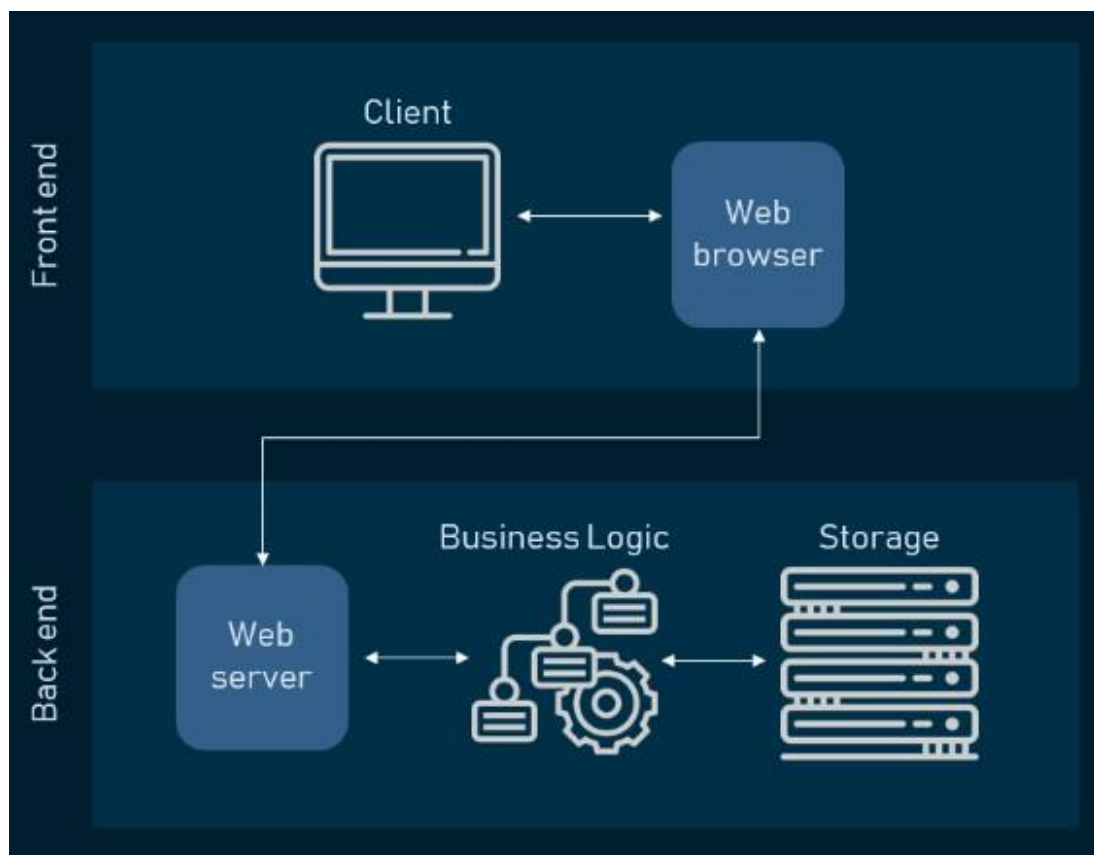 Front end
Client
Web
browser
Back end
Business Logic
Storage
Web
server